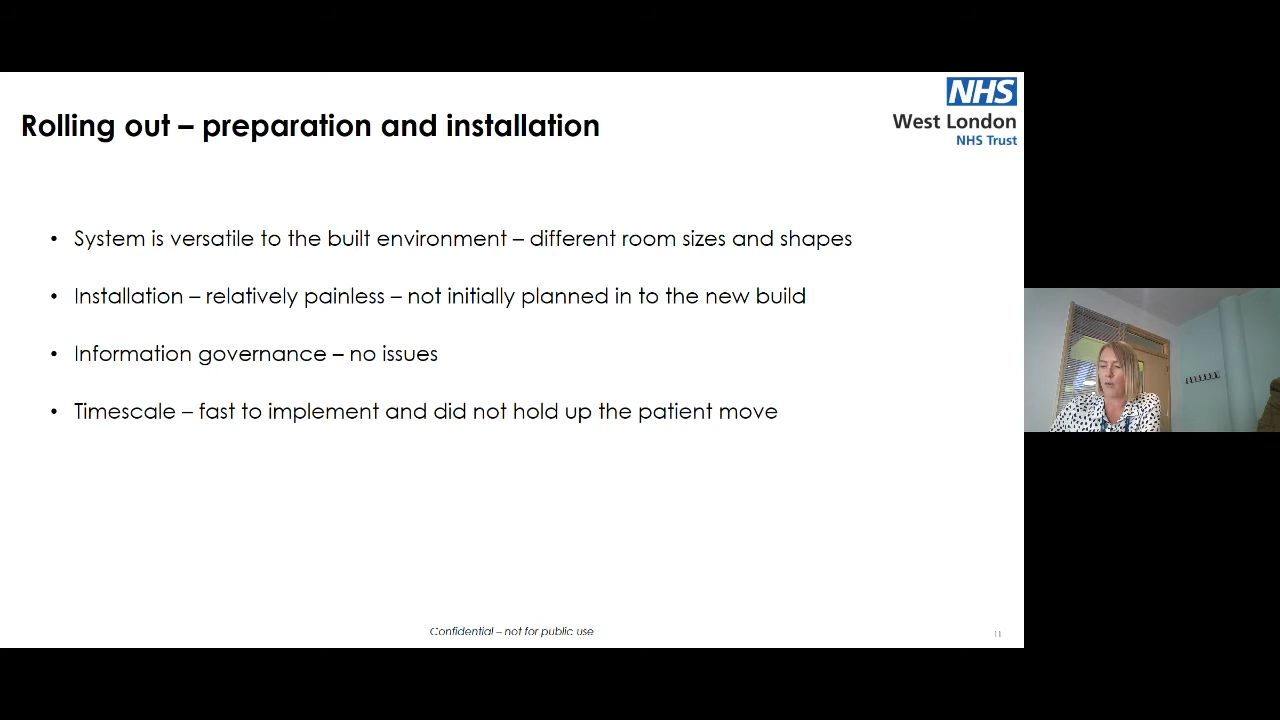 NHS
Rolling out – preparation and installation
West London
NHS Trust
• System is versatile to the built environment – different room sizes and shapes
• Installation – relatively painless – not initially planned in to the new build
• Information governance – no issues
• Timescale – fast to implement and did not hold up the patient move
Confidential – not for public use
11